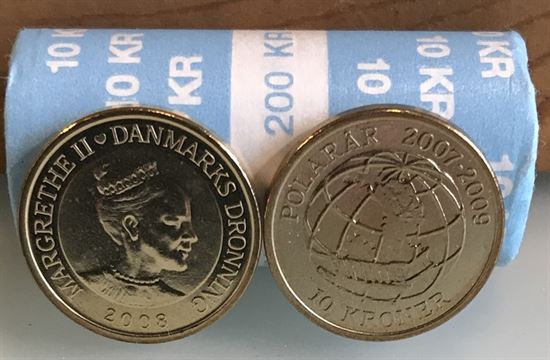 10 KR
10 KR
KR
200 KR
10 KR
10
KR
10
MARGRETHE II ♥ DANMARKS DRONNING
2008
POLARÅR 2007-2009
10 KRONER